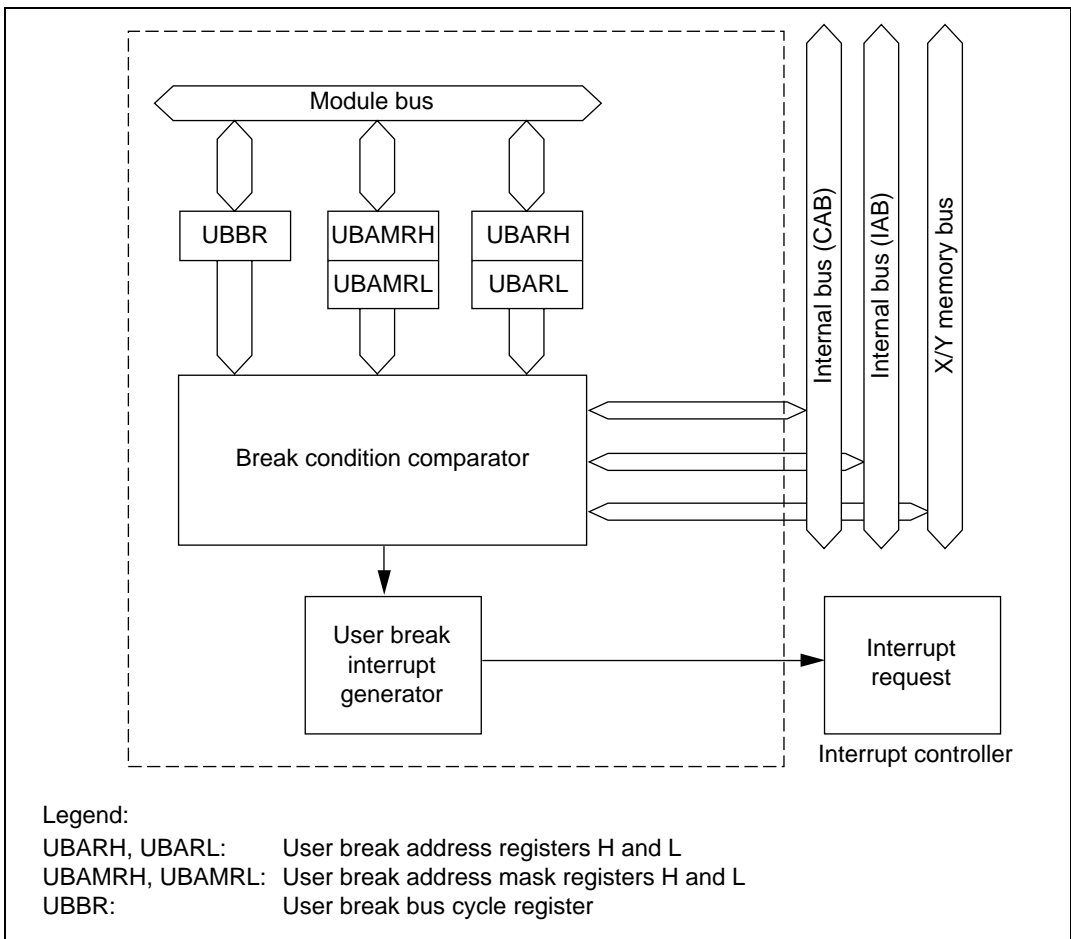 Module bus
UBBR
UBAMRH
UBARH
UBAMRL
UBARL
Internal bus (CAB)
Internal bus (IAB)
X/Y memory bus
Break condition comparator
User break
interrupt
generator
Interrupt
request
Interrupt controller
Legend:
UBARH, UBARL: User break address registers H and L
UBAMRH, UBAMRL: User break address mask registers H and L
UBBR: User break bus cycle register